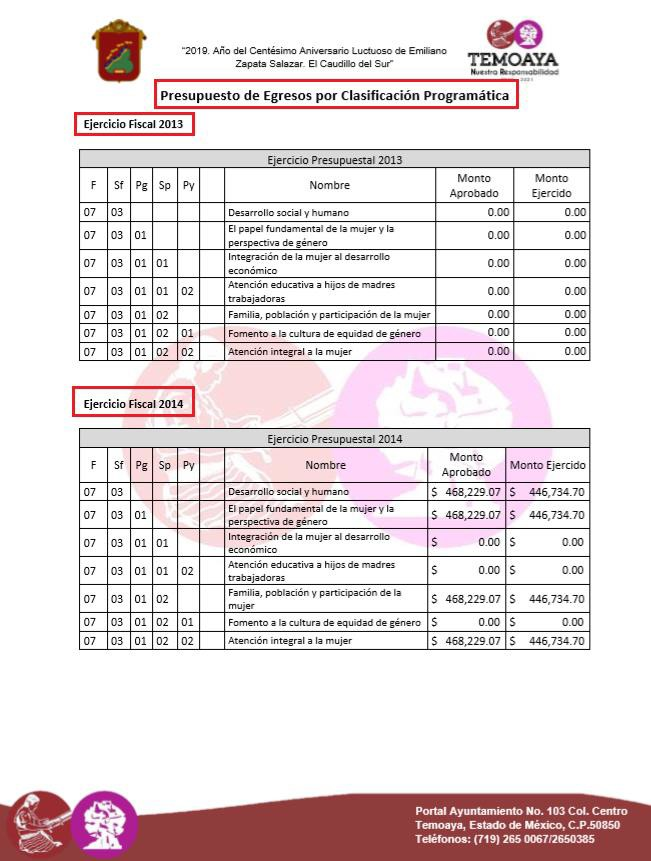 "2019. Año del Centésimo Aniversario Luctuoso de Emiliano
Zapata Salazar. El Caudillo del Sur"
TEMOAYA
Nuestra Responsabilidad
Presupuesto de Egresos por Clasificación Programática
Ejercicio Fiscal 2013
Ejercicio Presupuestal 2013
F Sf Pg Sp Py Nombre Monto Aprobado Monto Ejercido
07 03 Desarrollo social y humano 0.00 0.00
07 03 01 El papel fundamental de la mujer y la
perspectiva de género 0.00 0.00
07 03 01 01 Integración de la mujer al desarrollo
económico 0.00 0.00
07 03 01 01 02 Atención educativa a hijos de madres
trabajadoras 0.00 0.00
07 03 01 02 Familia, población y participación de la mujer 0.00 0.00
07 03 01 02 01 Fomento a la cultura de equidad de género 0.00 0.00
07 03 01 02 02 Atención integral a la mujer 0.00 0.00
Ejercicio Fiscal 2014
Ejercicio Presupuestal 2014
F Sf Pg Sp Py Nombre Monto Aprobado Monto Ejercido
07 03 Desarrollo social y humano $ 468,229.07 $ 446,734.70
07 03 01 El papel fundamental de la mujer y la
perspectiva de género $ 468,229.07 $ 446,734.70
07 03 01 01 Integración de la mujer al desarrollo
económico $ 0.00 $ 0.00
07 03 01 01 02 Atención educativa a hijos de madres
trabajadoras $ 0.00 $ 0.00
07 03 01 02 Familia, población y participación de la
mujer $ 468,229.07 $ 446,734.70
07 03 01 02 01 Fomento a la cultura de equidad de género $ 0.00 $ 0.00
07 03 01 02 02 Atención integral a la mujer $ 468,229.07 $ 446,734.70
Portal Ayuntamiento No. 103 Col. Centro
Temoaya, Estado de México, C.P.50850
Teléfonos: (719) 265 0067/2650385